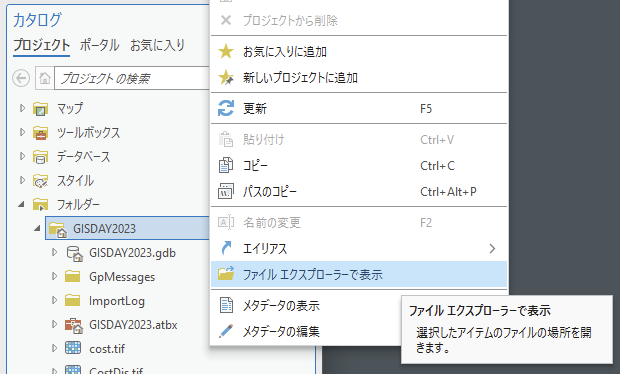 カタログ
プロジェクト ポータル お気に入り
プロジェクトの検索
マップ
ツールボックス
データベース
スタイル
フォルダー
GISDAY2023
GISDAY2023.gdb
GpMessages
ImportLog
GISDAY2023.atbx
cost.tif
CostDis.tif
プロジェクトから削除
お気に入りに追加
新しいプロジェクトに追加
更新 F5
貼り付け Ctrl+V
コピー Ctrl+C
パスのコピー Ctrl+Alt+P
名前の変更 F2
エイリアス
ファイル エクスプローラーで表示
メタデータの表示
メタデータの編集
ファイル エクスプローラーで表示
選択したアイテムのファイルの場所を開
きます。